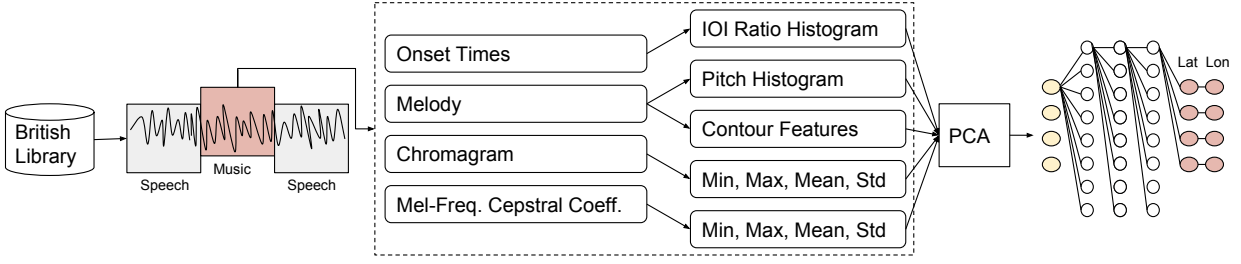 British
Library
Speech
Music
Speech
Onset Times
Melody
Chromagram
Mel-Freq. Cepstral Coeff.
IOI Ratio Histogram
Pitch Histogram
Contour Features
Min, Max, Mean, Std
Min, Max, Mean, Std
PCA
Lat Lon